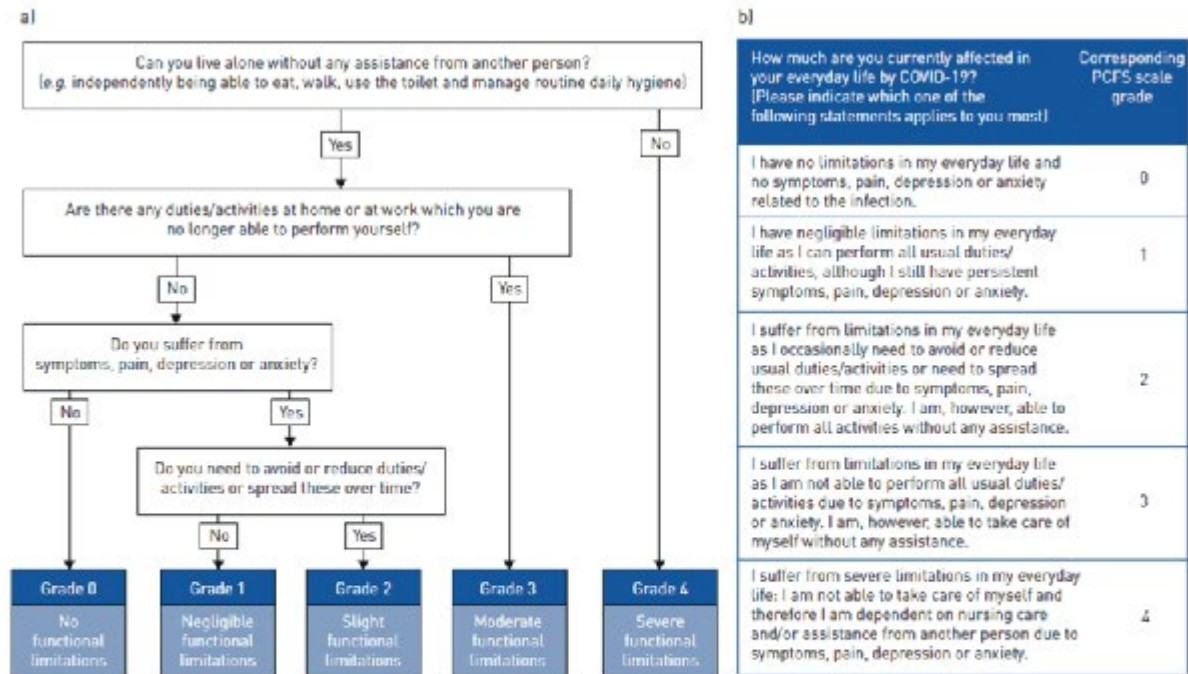 a)
Can you live alone without any assistance from another person?
(e.g. independently being able to eat, walk, use the toilet and manage routine daily hygiene)
Yes
No
Are there any duties/activities at home or at work which you are
no longer able to perform yourself?
No
Yes
Do you suffer from
symptoms, pain, depression or anxiety?
No
Yes
Do you need to avoid or reduce duties/
activities or spread these over time?
No
Yes
Grade 0
No
functional
limitations
Grade 1
Negligible
functional
limitations
Grade 2
Slight
functional
limitations
Grade 3
Moderate
functional
limitations
Grade 4
Severe
functional
limitations
b)
How much are you currently affected in
your everyday life by COVID-19?
(Please indicate which one of the
following statements applies to you most)
Corresponding
PCFS scale
grade
I have no limitations in my everyday life and
no symptoms, pain, depression or anxiety
related to the infection.
0
I have negligible limitations in my everyday
life as I can perform all usual duties/
activities, although I still have persistent
symptoms, pain, depression or anxiety.
1
I suffer from limitations in my everyday life
as I occasionally need to avoid or reduce
usual duties/activities or need to spread
these over time due to symptoms, pain,
depression or anxiety. I am, however, able to
perform all activities without any assistance.
2
I suffer from limitations in my everyday life
as I am not able to perform all usual duties/
activities due to symptoms, pain, depression
or anxiety. I am, however, able to take care of
myself without any assistance.
3
I suffer from severe limitations in my everyday
life: I am not able to take care of myself and
therefore I am dependent on nursing care
and/or assistance from another person due to
symptoms, pain, depression or anxiety.
4